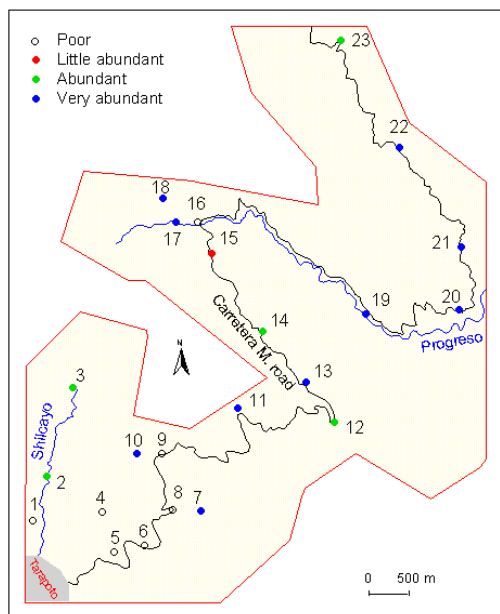 Poor
Little abundant
Abundant
Very abundant
23
22
18
16
17
15
21
19
20
Progreso
14
Carretera M. road
N
13
3
11
12
Shilcayo
10
9
2
4
8
7
1
5
6
Tarapoto
0 500 m